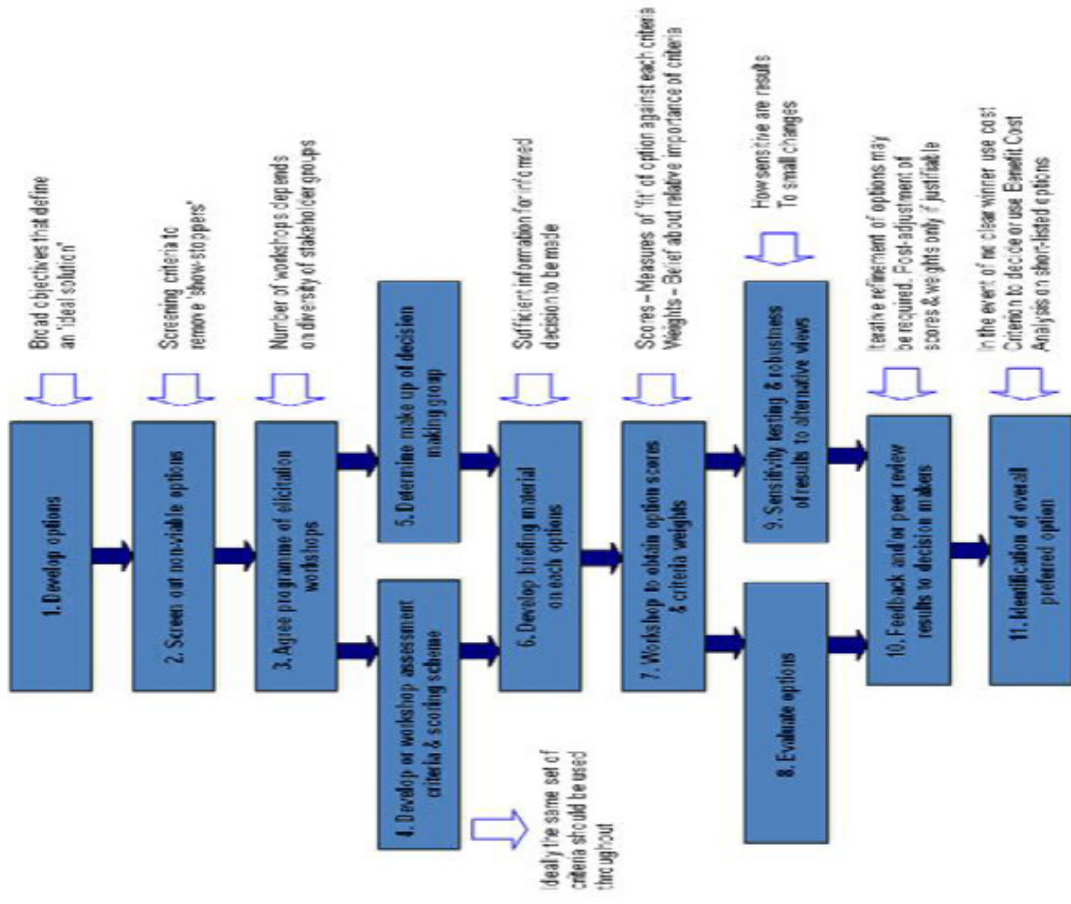 1. Develop options
Broad objectives that define
an 'ideal solution'
2. Screen out non-viable options
Screening criteria to
remove 'show-stoppers'
3. Agree programme of elicitation
workshops
Number of workshops depends
on diversity of stakeholder groups
4. Develop or workshop assessment
criteria & scoring scheme
Ideally the same set of
criteria should be used
throughout
5. Determine make up of decision
making group
6. Develop briefing material
on each options
Sufficient information for informed
decision to be made
7. Workshop to obtain option scores
& criteria weights
Scores – Measures of 'fit' of option against each criteria
Weights – Belief about relative importance of criteria
8. Evaluate options
9. Sensitivity testing & robustness
of results to alternative views
How sensitive are results
To small changes
10. Feedback and/or peer review
results to decision makers
Iterative refinement of options may
be required. Post-adjustment of
scores & weights only if justifiable
11. Identification of overall
preferred option
In the event of no clear winner use cost
Criterion to decide or use Benefit Cost
Analysis on short-listed options